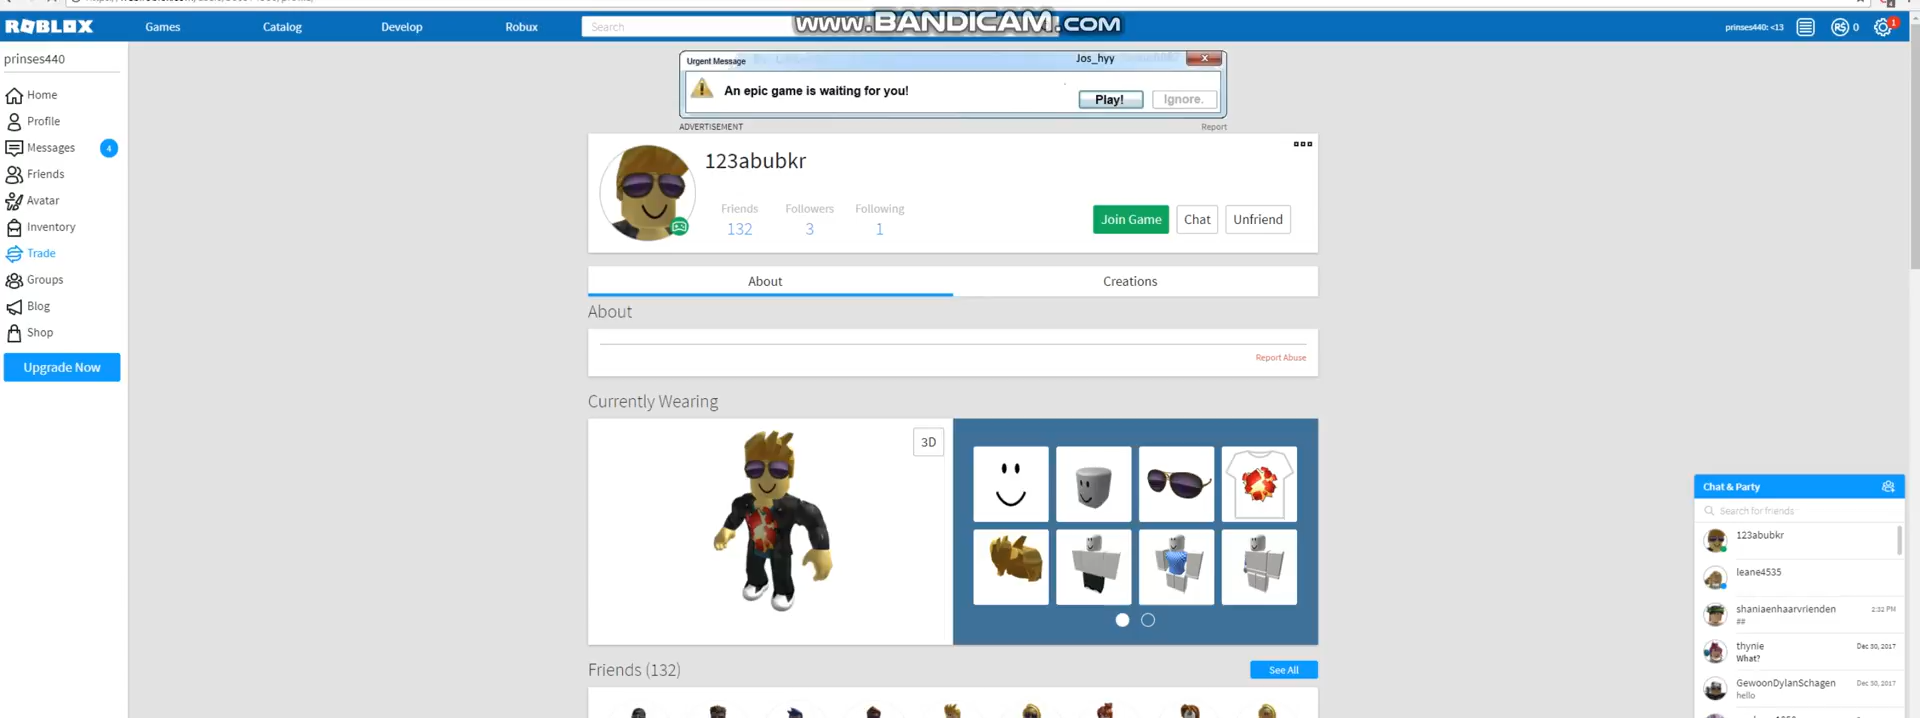 ROBLOX Games Catalog Develop Robux Search www.BANDICAM.com prinses440: <13 R$ 0 1
prinses440
Home
Profile
Messages 4
Friends
Avatar
Inventory
Trade
Groups
Blog
Shop
Upgrade Now
Urgent Message Jos_hyy X
An epic game is waiting for you!
Play! Ignore.
ADVERTISEMENT Report
123abubkr
Friends Followers Following
132 3 1
Join Game Chat Unfriend
About Creations
About
Report Abuse
Currently Wearing
3D
Friends (132) See All
Chat & Party
Search for friends
123abubkr
leane4535
shaniaenhaarvrienden 2:32 PM
##
thynie Dec 30, 2017
What?
GewoonDylanSchagen Dec 30, 2017
hello